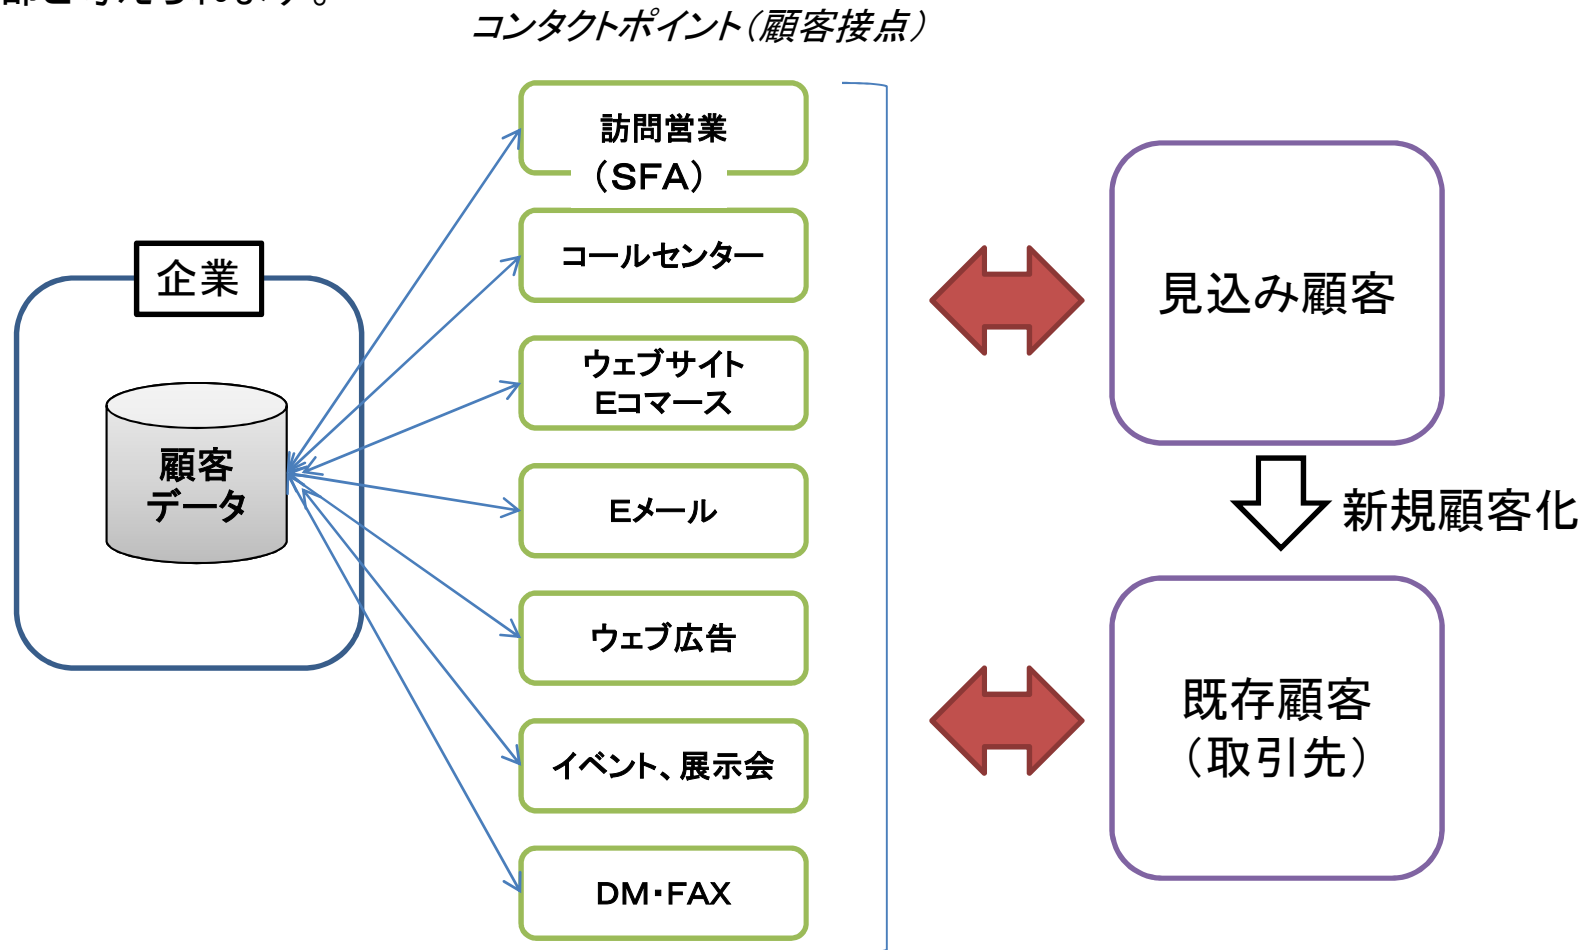 コンタクトポイント（顧客接点）
訪問営業
（SFA）
コールセンター
企業
ウェブサイト
Eコマース
見込み顧客
顧客
データ
Eメール
新規顧客化
ウェブ広告
既存顧客
（取引先）
イベント、展示会
DM・FAX